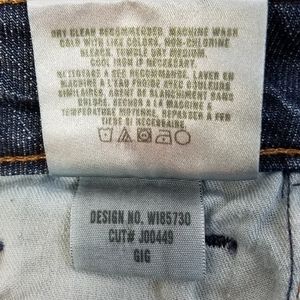 DRY CLEAN RECOMMENDED. MACHINE WASH
COLD WITH LIKE COLORS. NON-CHLORINE
BLEACH. TUMBLE DRY MEDIUM.
COOL IRON IF NECESSARY.
NETTOYAGE A SEC RECOMMANDE. LAVER EN
MACHINE A L'EAU FROIDE AVEC COULEURS
SIMILAIRES. AGENT DE BLANCHIMENT SANS
CHLORE. SECHER A LA MACHINE A
TEMPERATURE MOYENNE. REPASSER A FER
TIEDE SI NECESSAIRE.
DESIGN NO. WI85730
CUT# J00449
GIG